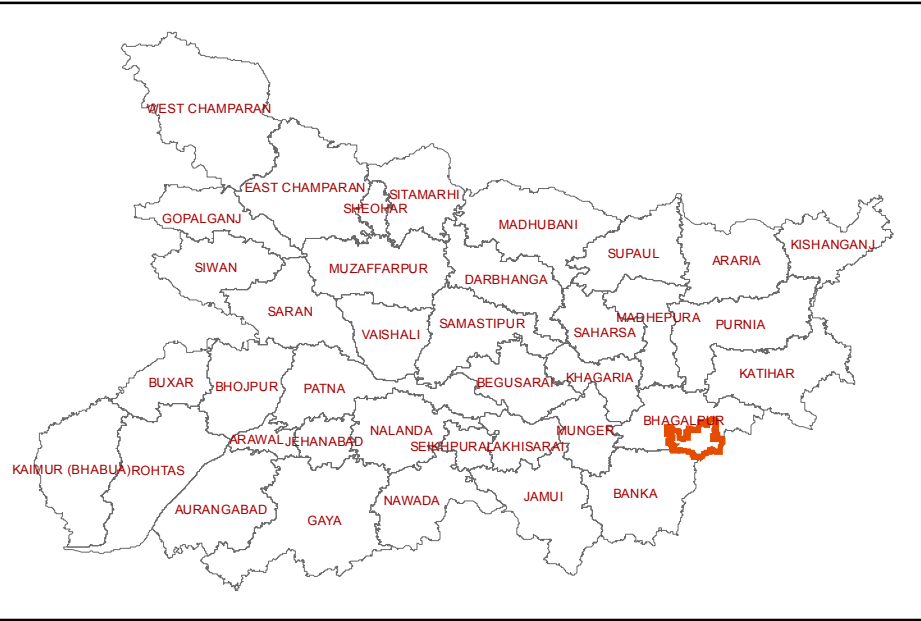 WEST CHAMPARAN
EAST CHAMPARAN
SITAMARHI
SHEOHAR
GOPALGANJ
MADHUBANI
KISHANGANJ
SUPAUL
ARARIA
SIWAN
MUZAFFARPUR
DARBHANGA
SARAN
MADHEPURA
SAMASTIPUR
PURNIA
VAISHALI
SAHARSA
KATIHAR
KHAGARIA
BUXAR
BHOJPUR
PATNA
BEGUSARAI
BHAGALPUR
NALANDA
MUNGER
ARAWAL
JEHANABAD
SEIKHPURA
LAKHISARAI
KAIMUR (BHABUA)
ROHTAS
BANKA
JAMUI
NAWADA
AURANGABAD
GAYA